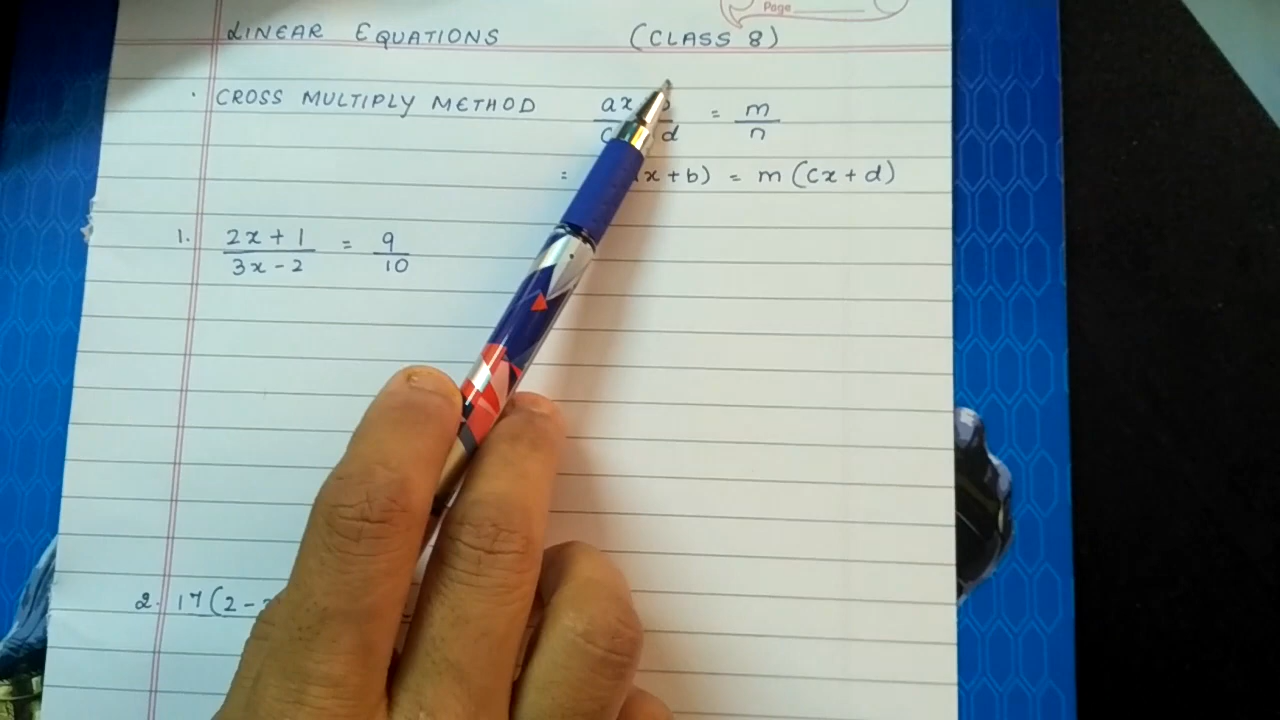 Page
LINEAR EQUATIONS (CLASS 8)
· CROSS MULTIPLY METHOD ax b / c d = m/n
= x + b) = m (cx + d)
1. 2x + 1 / 3x - 2 = 9/10
2. 17(2 -